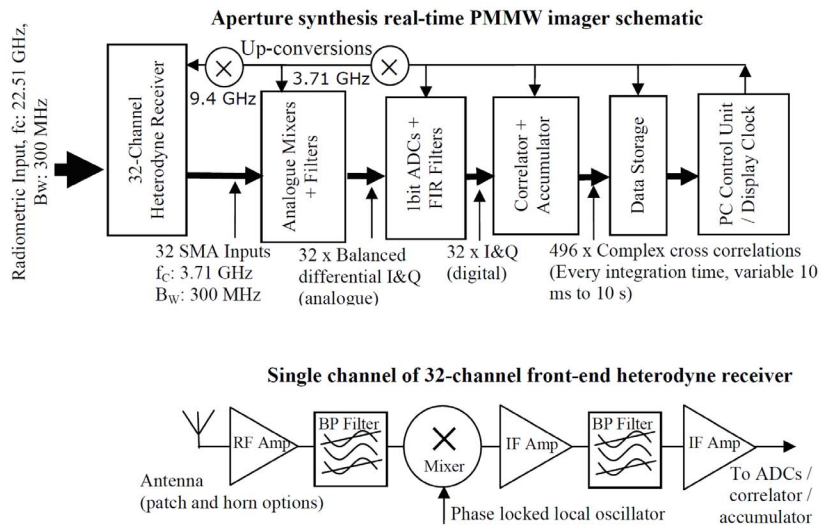 Aperture synthesis real-time PMMW imager schematic
Radiometric Input, fc: 22.51 GHz,
Bw: 300 MHz
32-Channel
Heterodyne Receiver
Up-conversions
9.4 GHz
3.71 GHz
Analogue Mixers
+ Filters
1bit ADCs +
FIR Filters
Correlator +
Accumulator
Data Storage
PC Control Unit
/ Display Clock
32 SMA Inputs
fC: 3.71 GHz
BW: 300 MHz
32 x Balanced
differential I&Q
(analogue)
32 x I&Q
(digital)
496 x Complex cross correlations
(Every integration time, variable 10
ms to 10 s)
Single channel of 32-channel front-end heterodyne receiver
RF Amp
BP Filter
Mixer
IF Amp
BP Filter
IF Amp
Antenna
(patch and horn options)
Phase locked local oscillator
To ADCs /
correlator /
accumulator